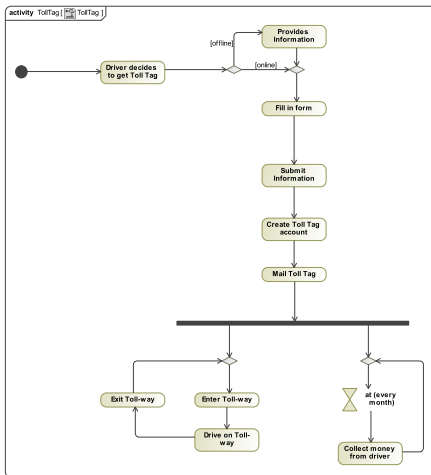 activity TollTag [ TollTag ]
Provides
Information
[offline]
[online]
Driver decides
to get Toll Tag
Fill in form
Submit
Information
Create Toll Tag
account
Mail Toll Tag
Exit Toll-way
Enter Toll-way
at (every
month)
Drive on Toll-
way
Collect money
from driver